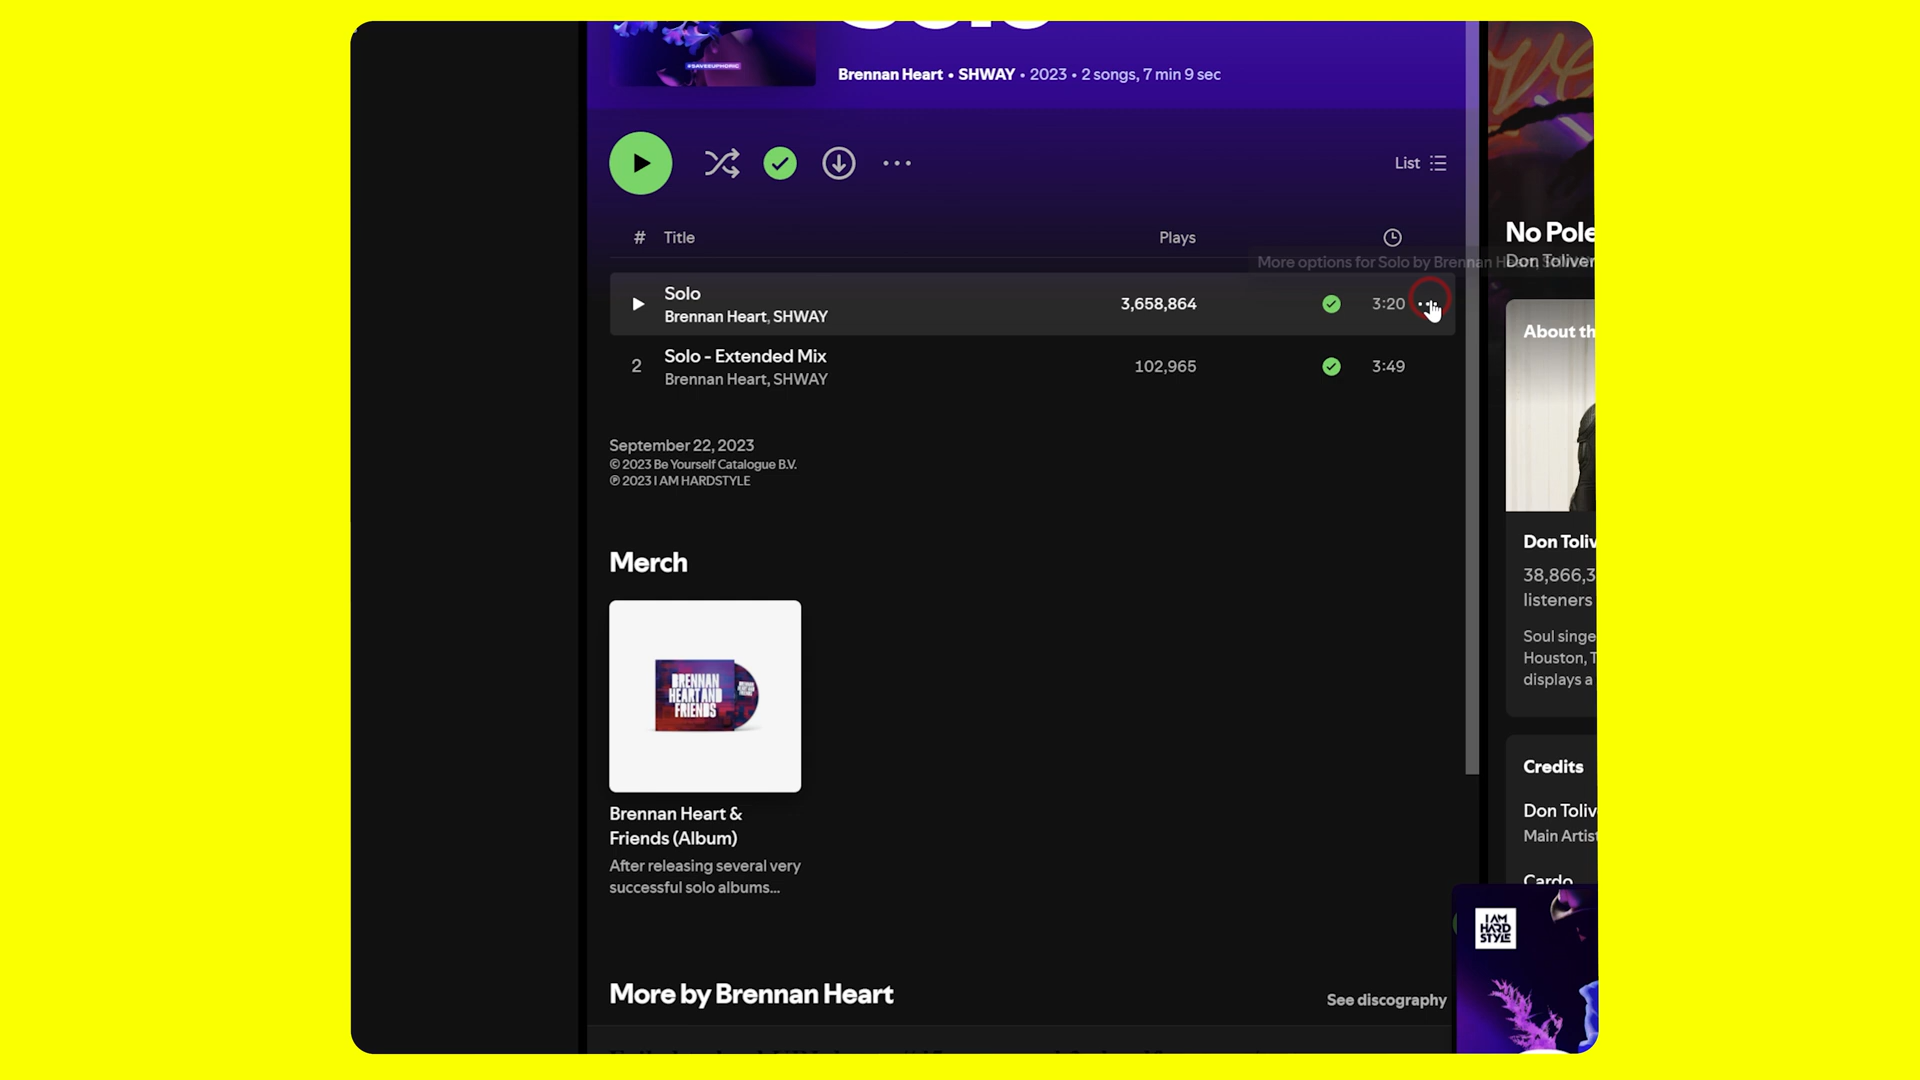 #SAVEEUPHORIC
Brennan Heart • SHWAY • 2023 • 2 songs, 7 min 9 sec
List
# Title Plays
More options for Solo by Brennan
Solo
Brennan Heart, SHWAY
3,658,864
3:20
2
Solo - Extended Mix
Brennan Heart, SHWAY
102,965
3:49
September 22, 2023
© 2023 Be Yourself Catalogue B.V.
℗ 2023 I AM HARDSTYLE
Merch
BRENNAN
HEART AND
FRIENDS
Brennan Heart &
Friends (Album)
After releasing several very
successful solo albums...
More by Brennan Heart
See discography
No Pole
Don Toliver
About th
Don Toliv
38,866,3
listeners
Soul singe
Houston, T
displays a
Credits
Don Toliv
Main Artist
Cardo
I AM
HARD
STYLE